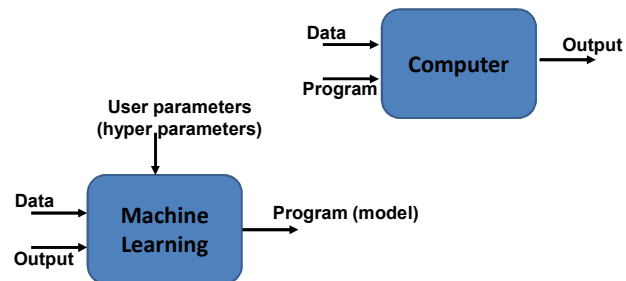 Data
Program
Computer
Output
User parameters
(hyper parameters)
Data
Output
Machine
Learning
Program (model)